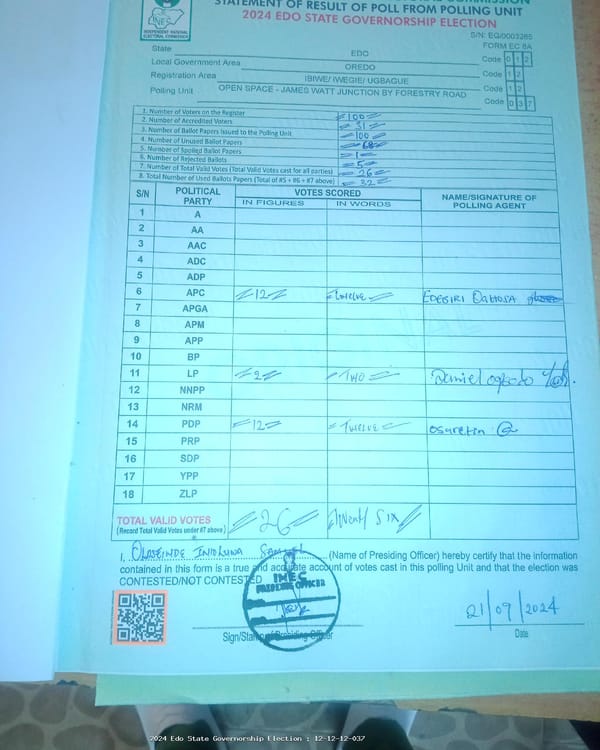 STATEMENT OF RESULT OF POLL FROM POLLING UNIT
2024 EDO STATE GOVERNORSHIP ELECTION
INDEPENDENT NATIONAL
ELECTORAL COMMISSION
S/N: EG/0003285
FORM EC 8A
State EDO Code 0 1 2
Local Government Area OREDO Code 1 2
Registration Area IBIWE/ IWEGIE/ UGBAGUE Code 1 2
Polling Unit OPEN SPACE - JAMES WATT JUNCTION BY FORESTRY ROAD Code 0 3 7
1. Number of Voters on the Register 100
2. Number of Accredited Voters 31
3. Number of Ballot Papers Issued to the Polling Unit 100
4. Number of Unused Ballot Papers 68
5. Number of Spoiled Ballot Papers 1
6. Number of Rejected Ballots 5
7. Number of Total Valid Votes (Total Valid Votes cast for all parties) 26
8. Total Number of Used Ballots Papers (Total of #5 + #6 + #7 above) 32
S/N POLITICAL PARTY VOTES SCORED NAME/SIGNATURE OF POLLING AGENT
IN FIGURES IN WORDS
1 A
2 AA
3 AAC
4 ADC
5 ADP
6 APC 12 TWELVE
7 APGA
8 APM
9 APP
10 BP
11 LP 2 TWO Daniel
12 NNPP
13 NRM
14 PDP 12 TWELVE osaretin
15 PRP
16 SDP
17 YPP
18 ZLP
TOTAL VALID VOTES 26 Twenty SIX
(Record Total Valid Votes under #7 above)
I, (Name of Presiding Officer) hereby certify that the information
contained in this form is a true and accurate account of votes cast in this polling Unit and that the election was
CONTESTED/NOT CONTESTED
INEC
PRESIDING OFFICER
21/09/2024
Sign/Stamp of Presiding Officer Date
2024 Edo State Governorship Election : 12-12-12-037